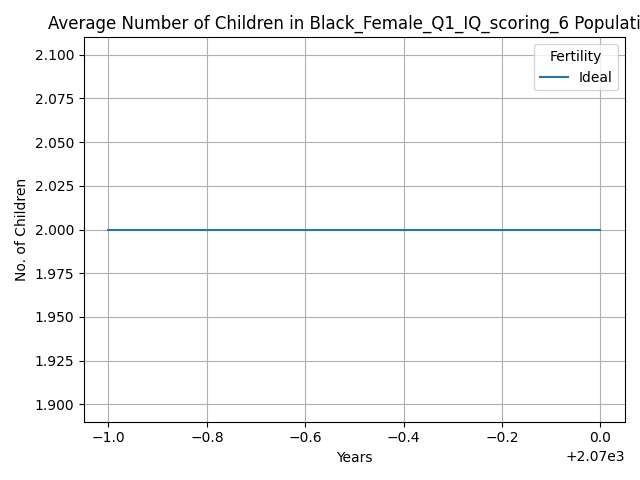 Average Number of Children in Black_Female_Q1_IQ_scoring_6 Populati
Fertility
Ideal
2.100
2.075
2.050
2.025
2.000
1.975
1.950
1.925
1.900
No. of Children
−1.0 −0.8 −0.6 −0.4 −0.2 0.0
+2.07e3
Years